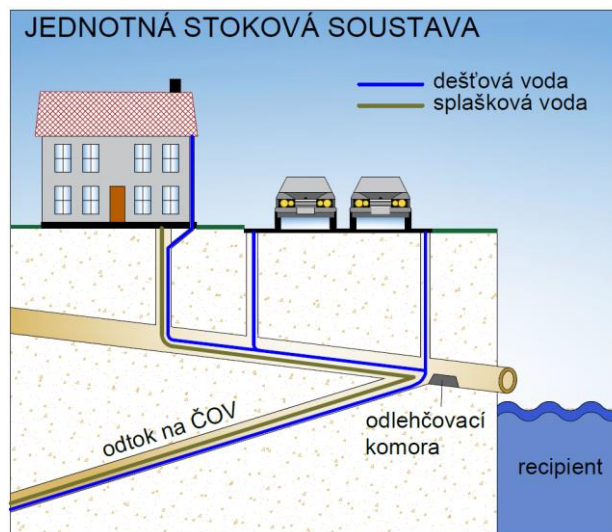 JEDNOTNÁ STOKOVÁ SOUSTAVA
dešťová voda
splašková voda
odtok na ČOV
odlehčovací
komora
recipient